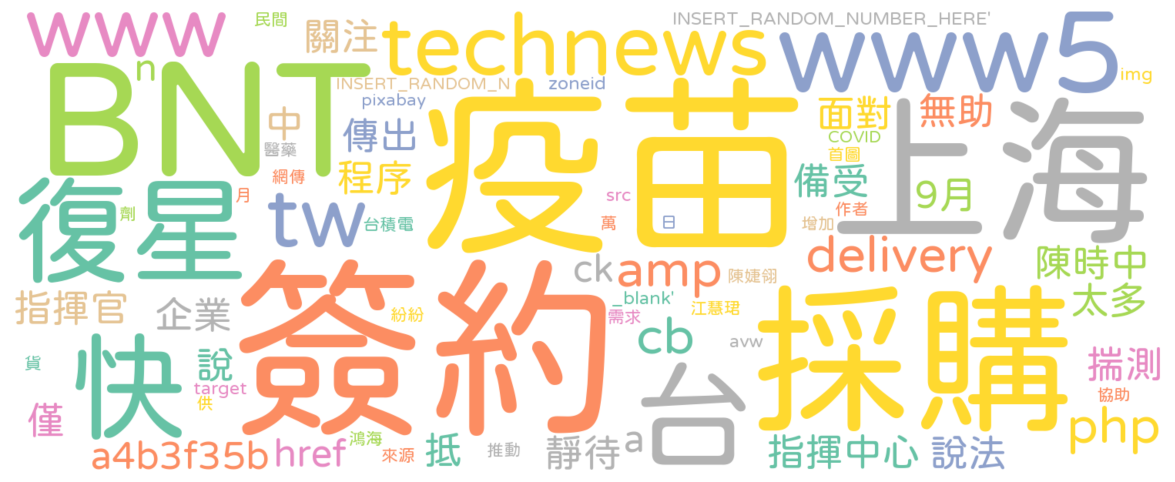 民間
INSERT_RANDOM_NUMBER_HERE'
www
關注
technews
www5
BNT
n
INSERT_RANDOM_N
zoneid
img
pixabay
疫苗
上海
面對
無助
中
傳出
COVID
醫藥
首圖
程序
備受
9月
網傳
復星
月
src
作者
劑
tw
台積電
萬
日
增加
delivery
陳時中
ck
amp
陳婕翎
簽約
採購
太多
指揮官
企業
_blank'
江慧珺
紛紛
需求
cb
avw
快
說
台
揣測
貨
target
供
協助
僅
php
a
鴻海
a4b3f35b
href
來源
抵
推動
靜待
指揮中心
說法